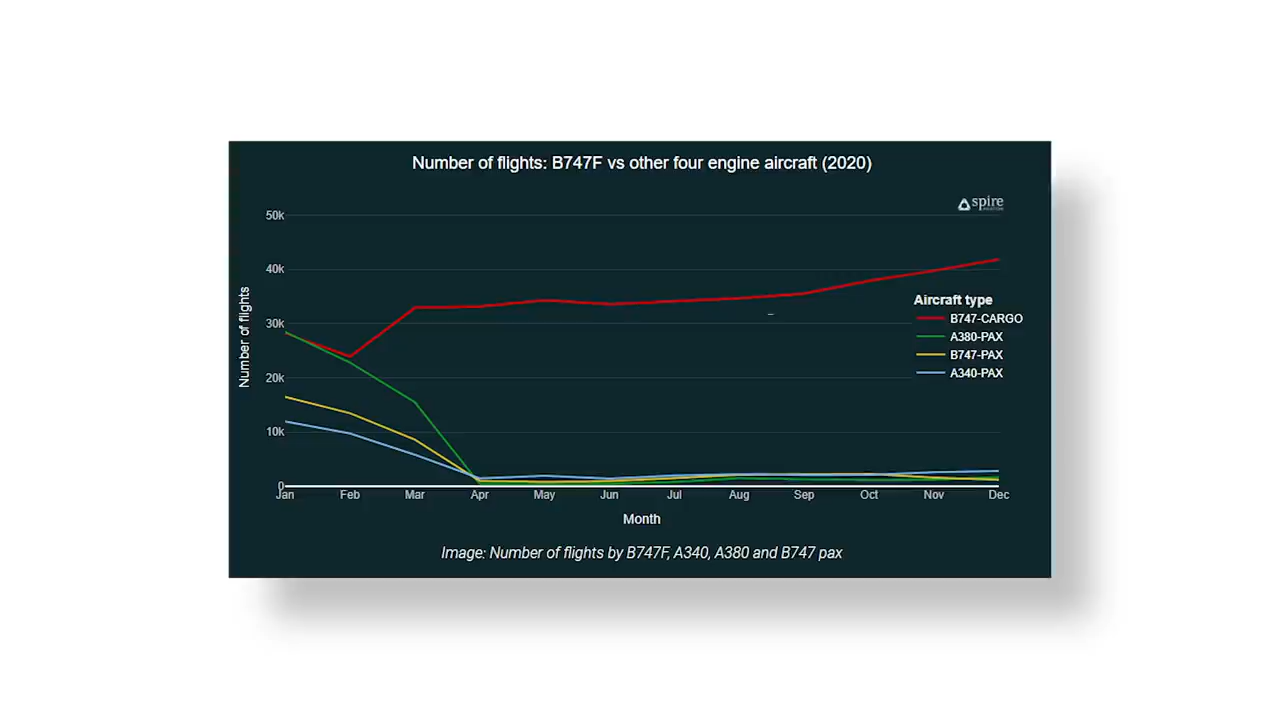 Number of flights: B747F vs other four engine aircraft (2020)
spire
50k
40k
30k
20k
10k
0
Number of flights
Aircraft type
B747-CARGO
A380-PAX
B747-PAX
A340-PAX
Jan Feb Mar Apr May Jun Jul Aug Sep Oct Nov Dec
Month
Image: Number of flights by B747F, A340, A380 and B747 pax